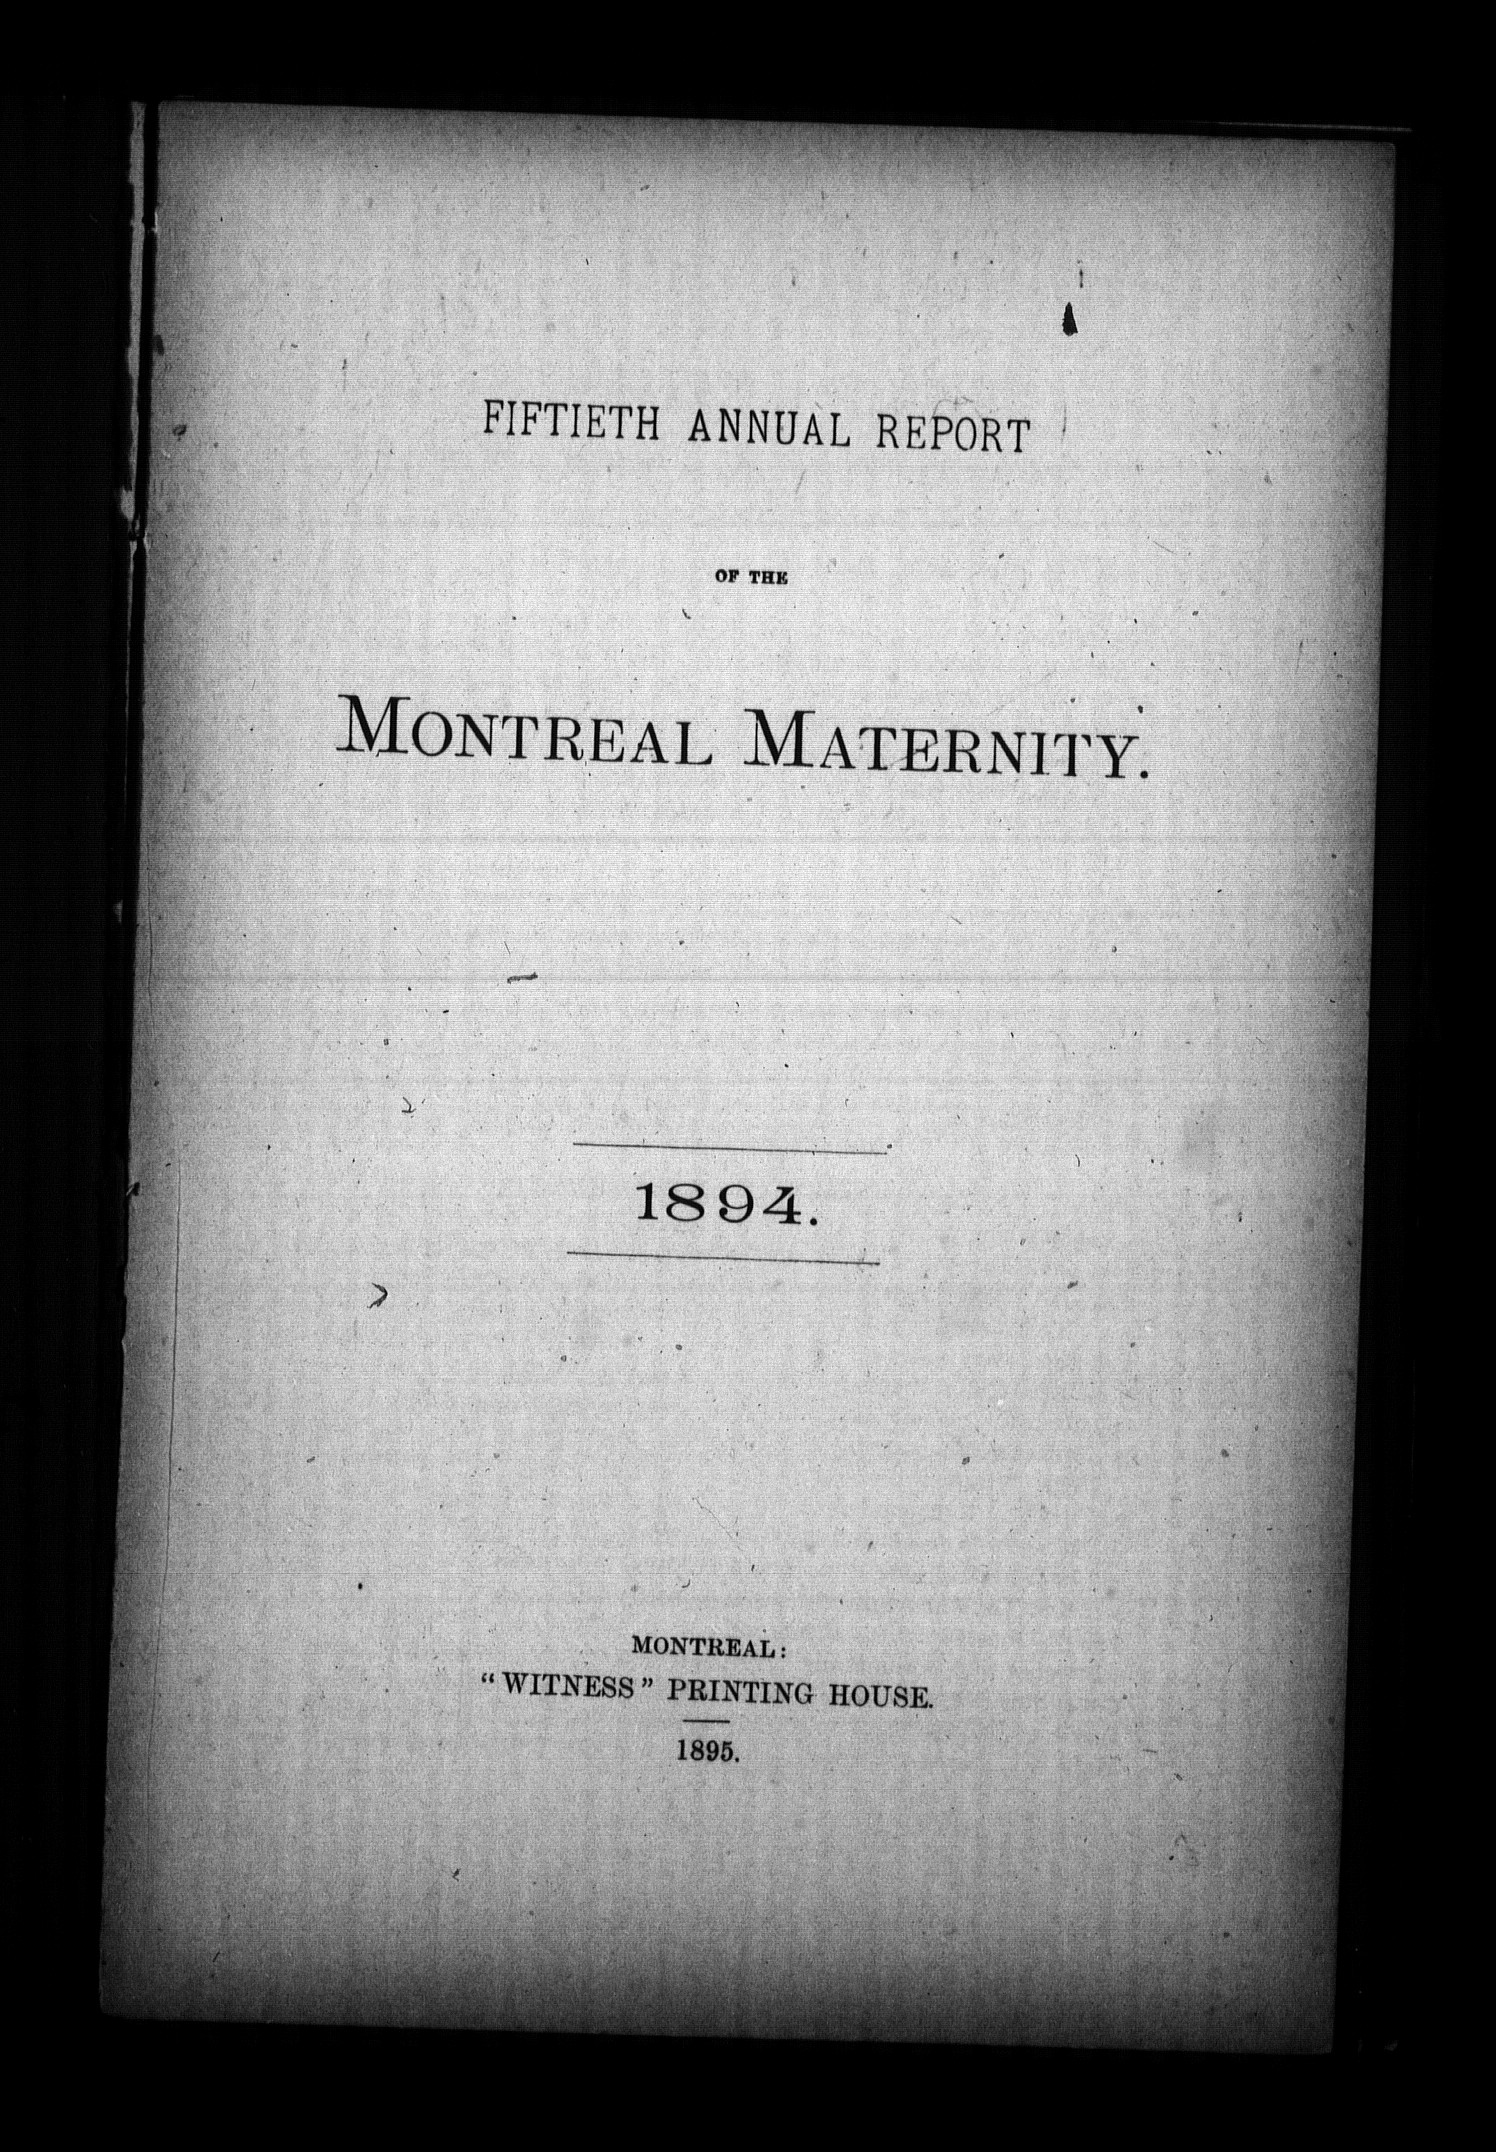 FIFTIETH ANNUAL REPORT
OF THE
MONTREAL MATERNITY.
1894.
MONTREAL:
“WITNESS” PRINTING HOUSE.
1895.